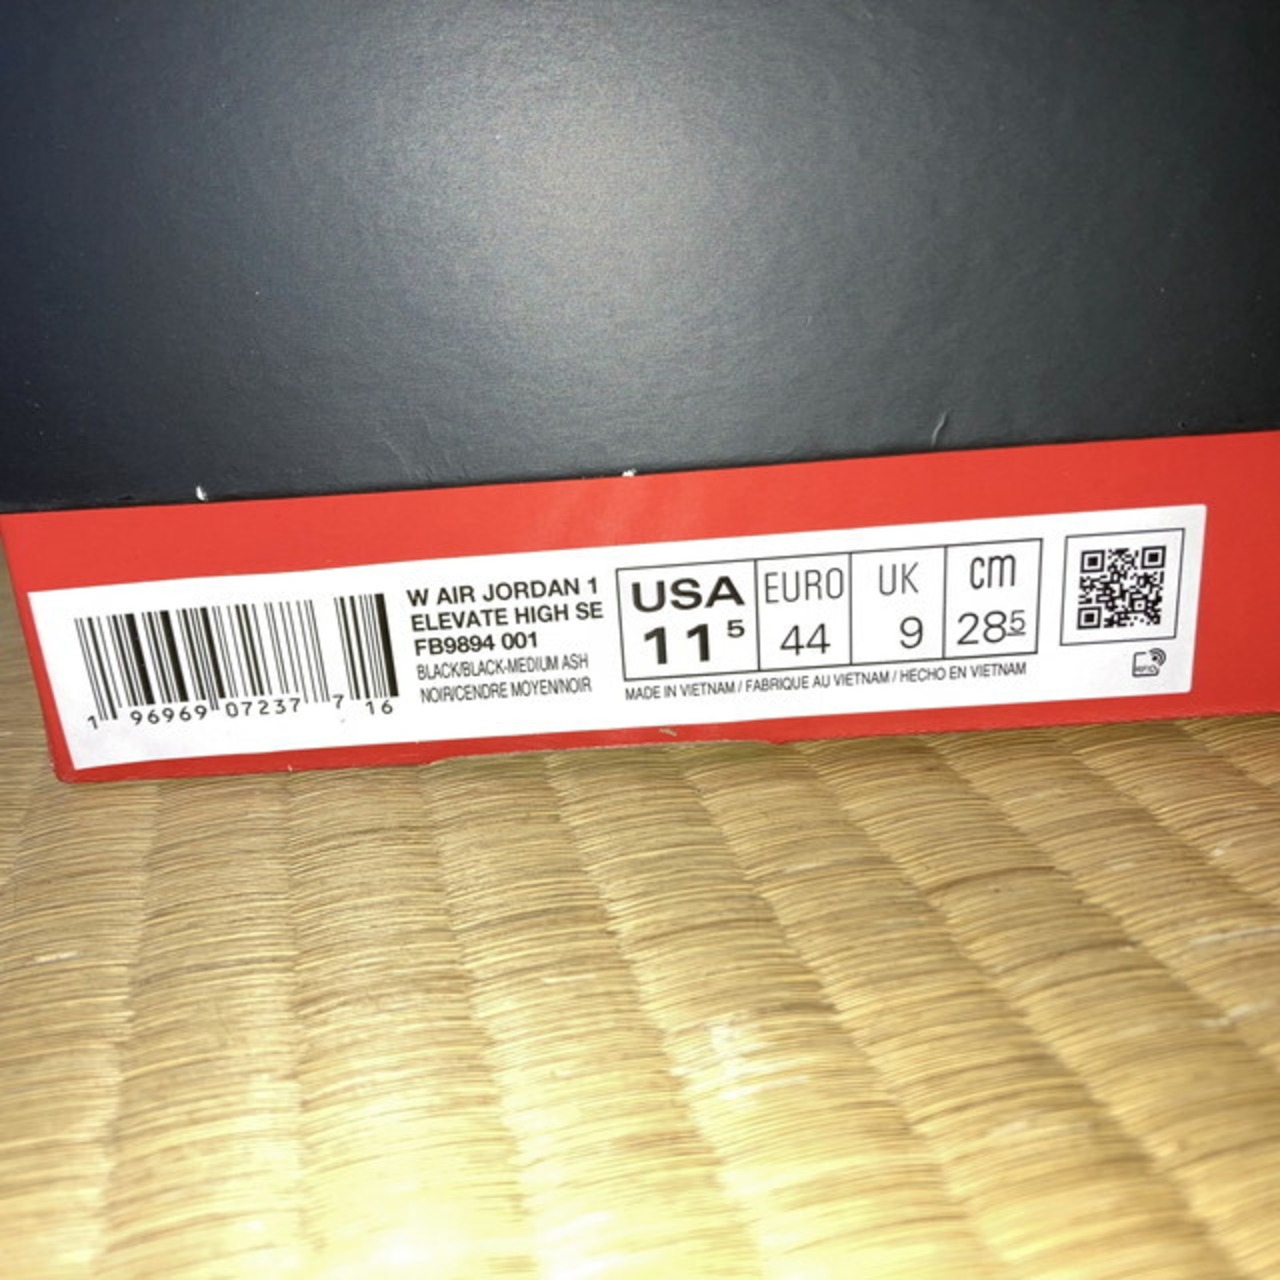 W AIR JORDAN 1
ELEVATE HIGH SE
FB9894 001
BLACK/BLACK-MEDIUM ASH
NOIR/CENDRE MOYEN/NOIR
1 96969 07237 7 16
USA EURO UK cm
11 5 44 9 28 5
MADE IN VIETNAM / FABRIQUE AU VIETNAM / HECHO EN VIETNAM